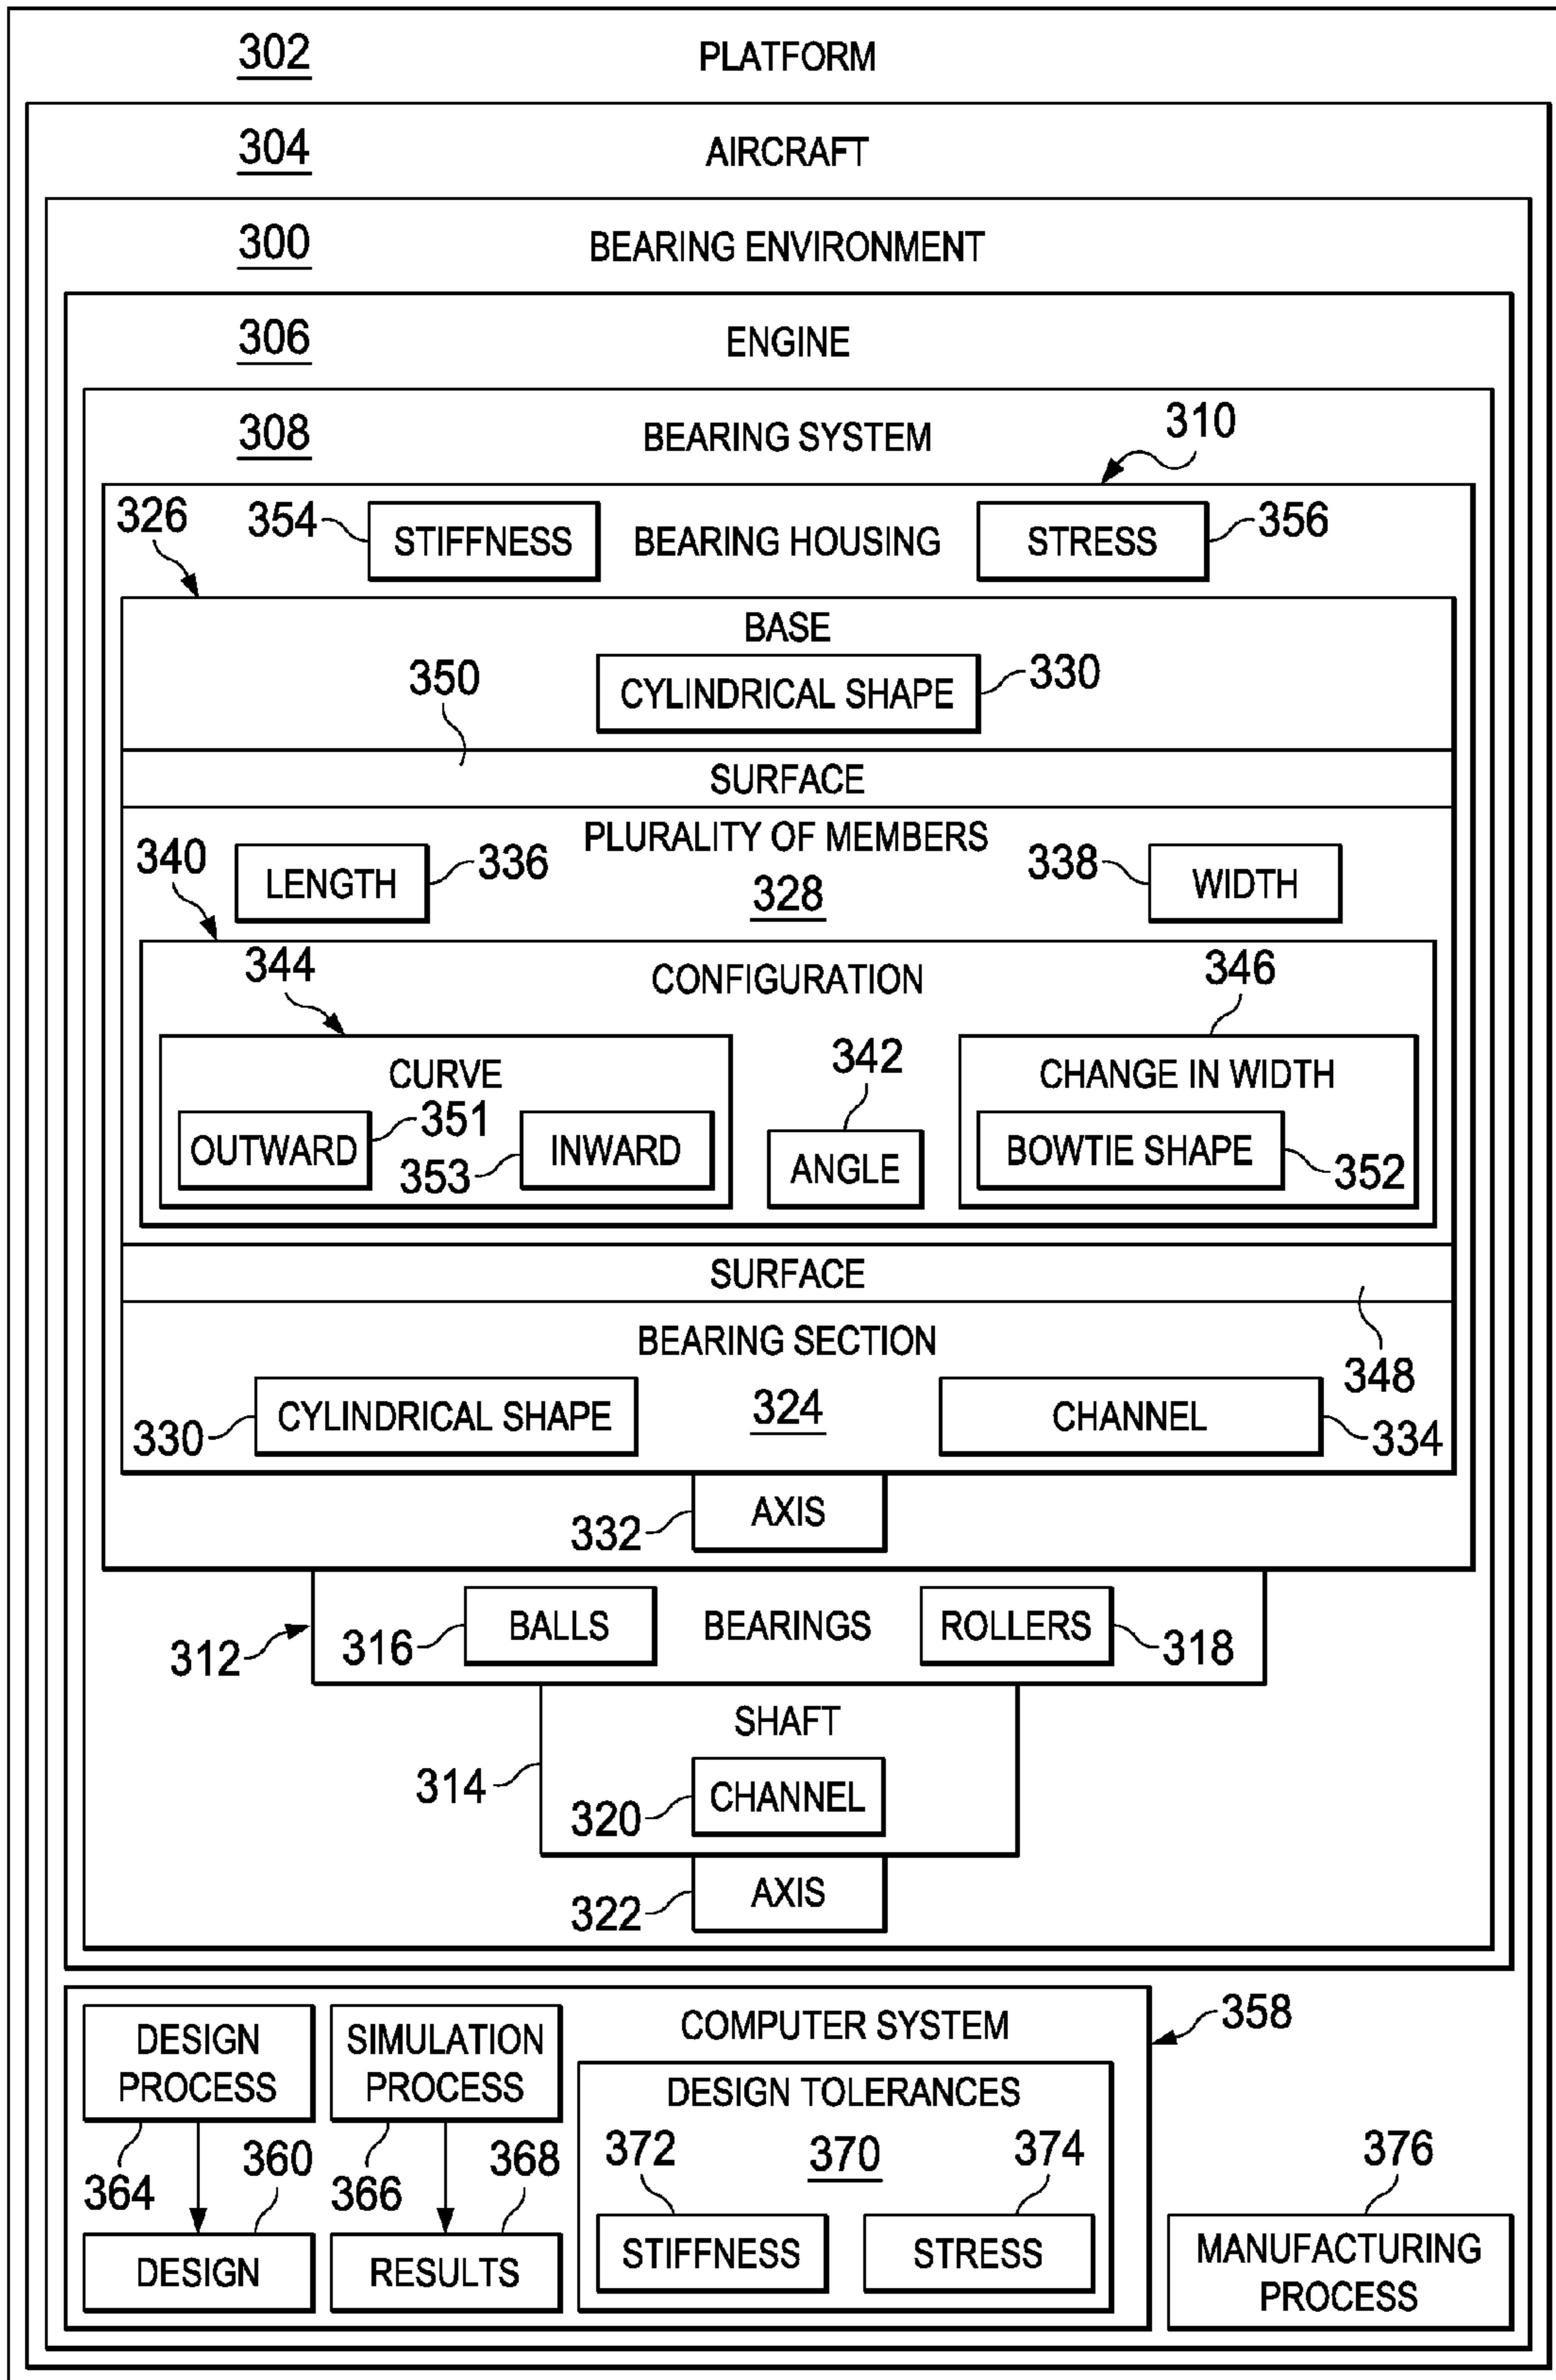 302 PLATFORM
304 AIRCRAFT
300 BEARING ENVIRONMENT
306 ENGINE
308 BEARING SYSTEM 310
326 354 STIFFNESS BEARING HOUSING STRESS 356
BASE
350 CYLINDRICAL SHAPE 330
SURFACE
PLURALITY OF MEMBERS
340 LENGTH 336 328 338 WIDTH
344 CONFIGURATION 346
CURVE 342 CHANGE IN WIDTH
OUTWARD 351 353 INWARD ANGLE BOWTIE SHAPE 352
SURFACE
BEARING SECTION 348
330 CYLINDRICAL SHAPE 324 CHANNEL 334
332 AXIS
312 316 BALLS BEARINGS ROLLERS 318
SHAFT
314
320 CHANNEL
322 AXIS
DESIGN PROCESS
SIMULATION PROCESS
COMPUTER SYSTEM 358
DESIGN TOLERANCES
364 360 366 368 372 370 374 376
DESIGN RESULTS STIFFNESS STRESS
MANUFACTURING
PROCESS